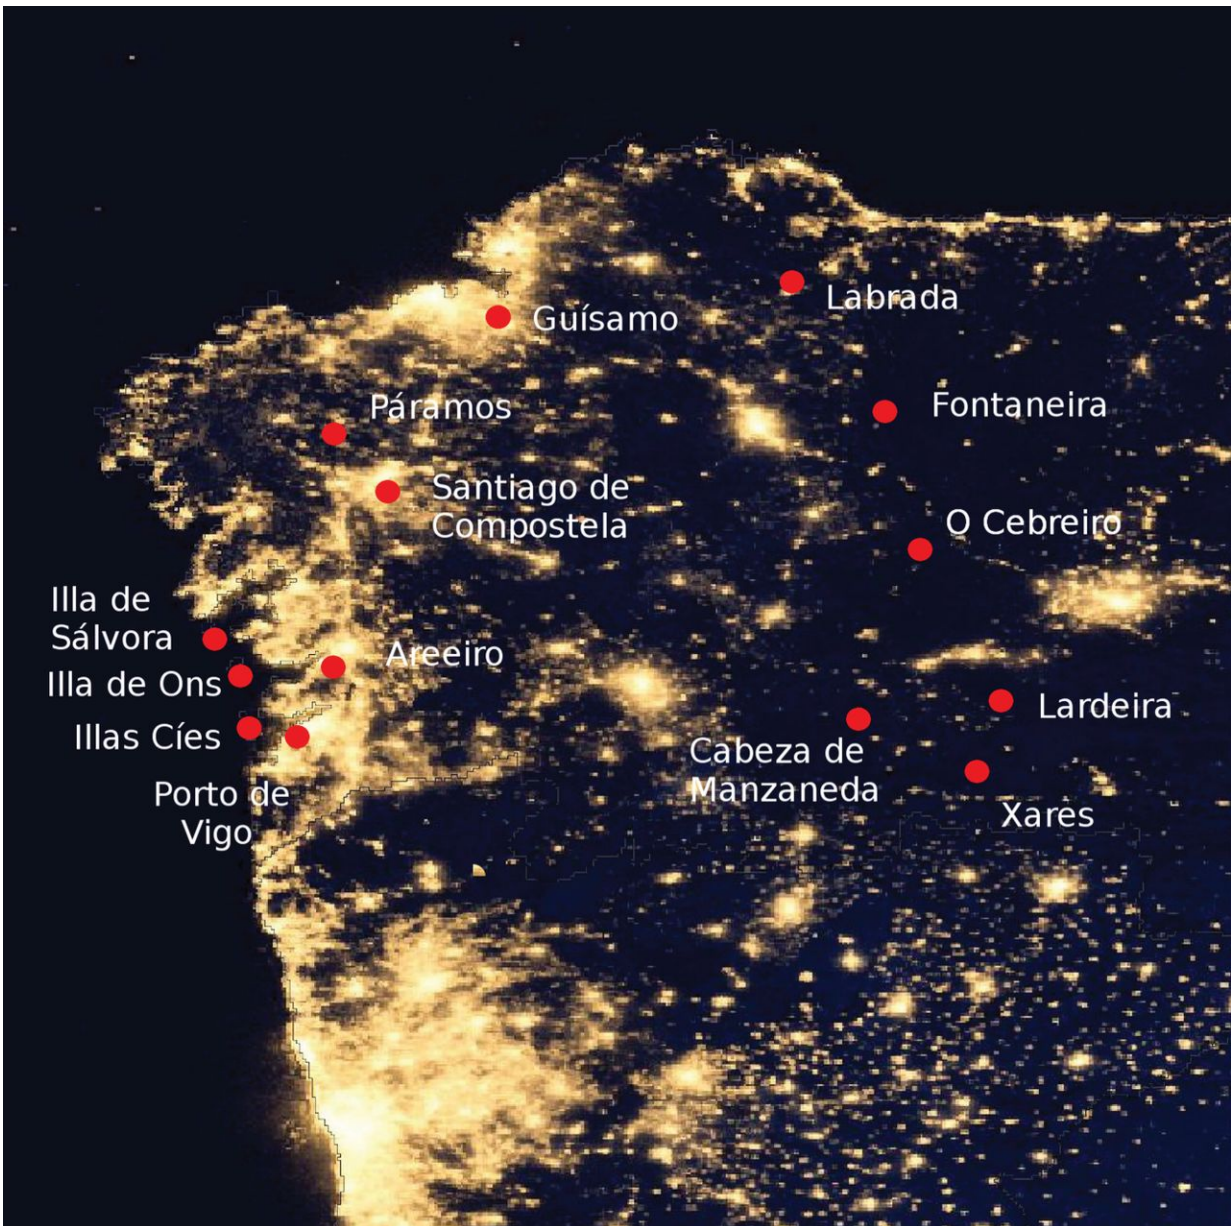 Labrada
Guísamo
Páramos
Fontaneira
Santiago de
Compostela
O Cebreiro
Illa de
Sálvora
Areeiro
Illa de Ons
Lardeira
Illas Cíes
Cabeza de
Manzaneda
Porto de
Vigo
Xares